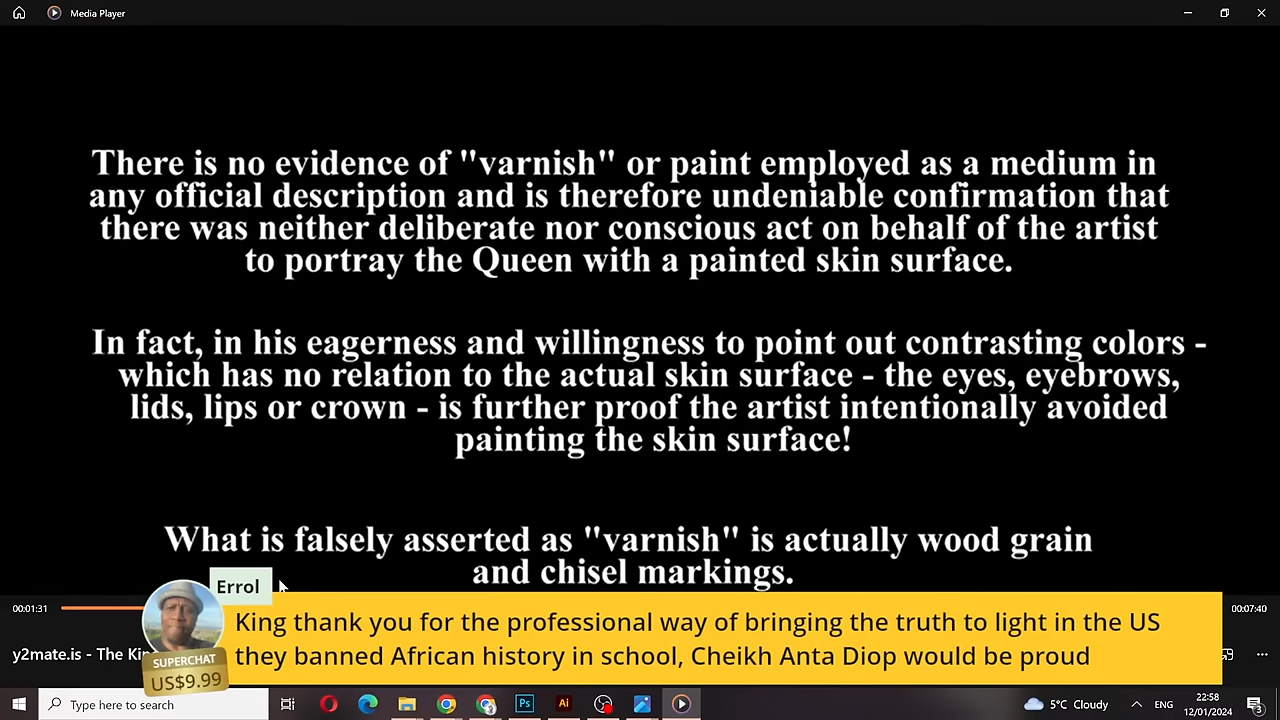 Media Player
There is no evidence of "varnish" or paint employed as a medium in
any official description and is therefore undeniable confirmation that
there was neither deliberate nor conscious act on behalf of the artist
to portray the Queen with a painted skin surface.
In fact, in his eagerness and willingness to point out contrasting colors -
which has no relation to the actual skin surface - the eyes, eyebrows,
lids, lips or crown - is further proof the artist intentionally avoided
painting the skin surface!
What is falsely asserted as "varnish" is actually wood grain
and chisel markings.
Errol
00:01:31
00:07:40
King thank you for the professional way of bringing the truth to light in the US
they banned African history in school, Cheikh Anta Diop would be proud
y2mate.is - The Kin
SUPERCHAT
US$9.99
Type here to search
Ps
Ai
5°C Cloudy
ENG
22:58
12/01/2024
3